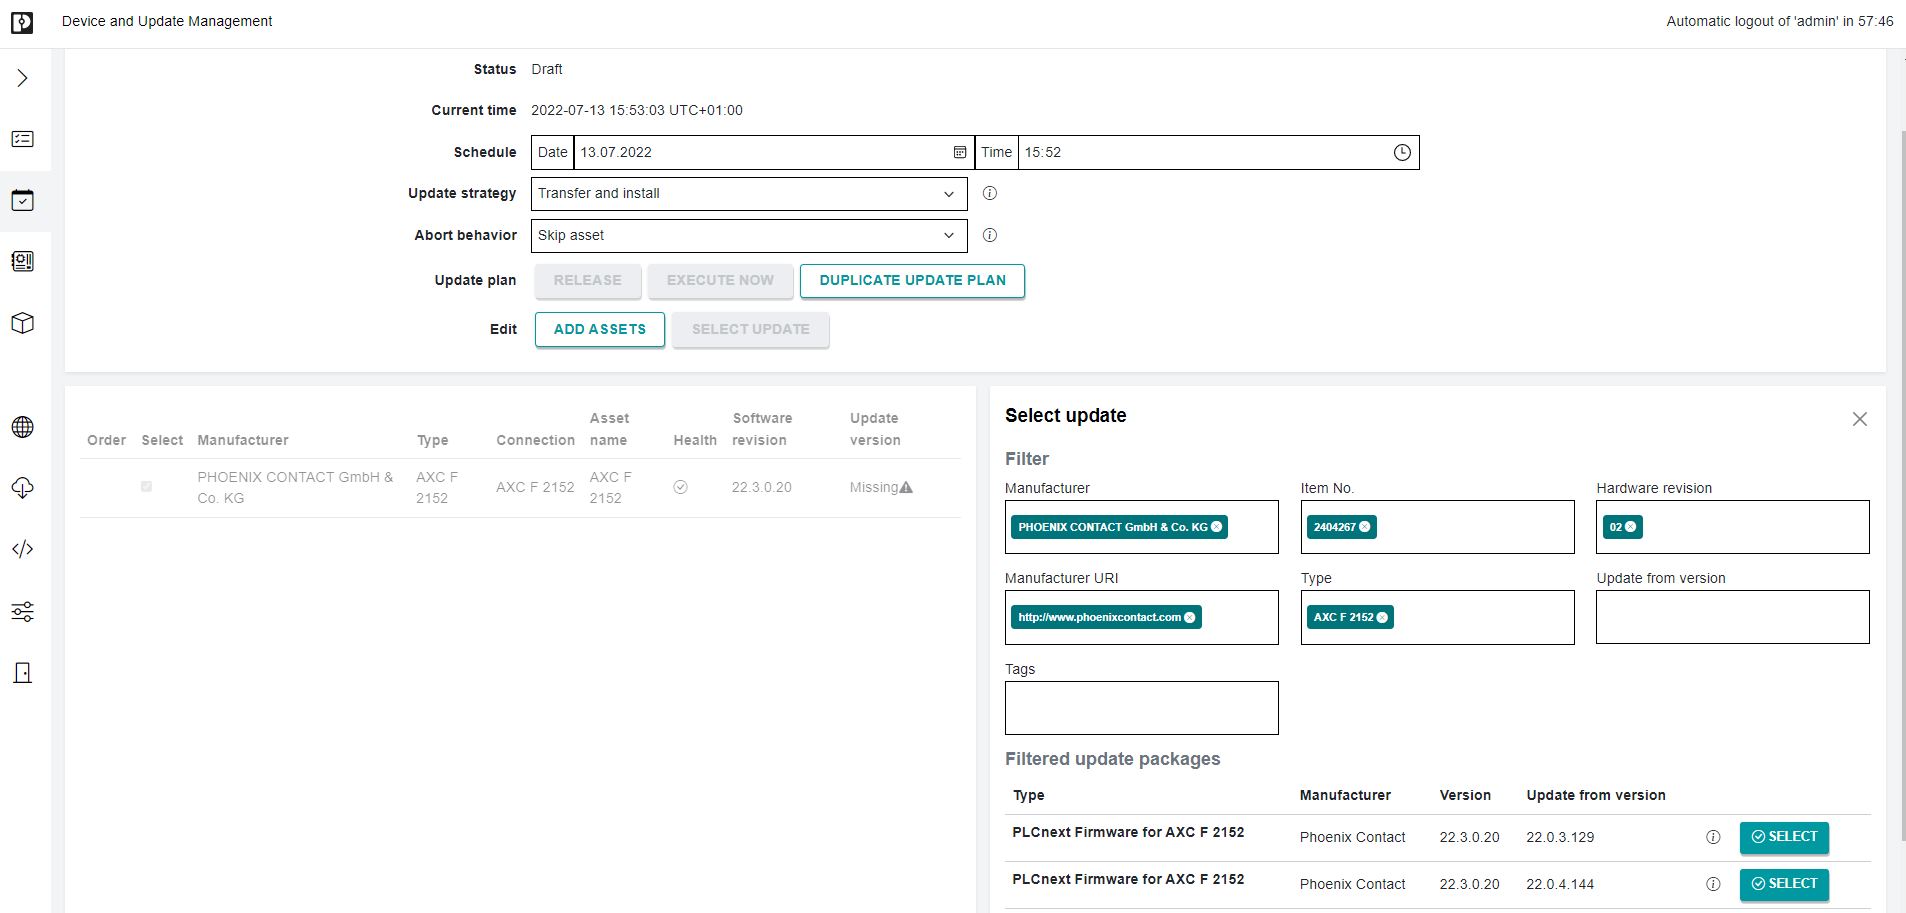 Device and Update Management
Automatic logout of 'admin' in 57:46
Status Draft
Current time 2022-07-13 15:53:03 UTC+01:00
Schedule Date 13.07.2022 Time 15:52
Update strategy Transfer and install
Abort behavior Skip asset
Update plan RELEASE EXECUTE NOW DUPLICATE UPDATE PLAN
Edit ADD ASSETS SELECT UPDATE
Order Select Manufacturer Type Connection Asset name Health Software revision Update version
PHOENIX CONTACT GmbH & Co. KG AXC F 2152 AXC F 2152 AXC F 2152 22.3.0.20 Missing
Select update
Filter
Manufacturer Item No. Hardware revision
PHOENIX CONTACT GmbH & Co. KG 2404267 02
Manufacturer URI Type Update from version
http://www.phoenixcontact.com AXC F 2152
Tags
Filtered update packages
Type Manufacturer Version Update from version
PLCnext Firmware for AXC F 2152 Phoenix Contact 22.3.0.20 22.0.3.129 SELECT
PLCnext Firmware for AXC F 2152 Phoenix Contact 22.3.0.20 22.0.4.144 SELECT